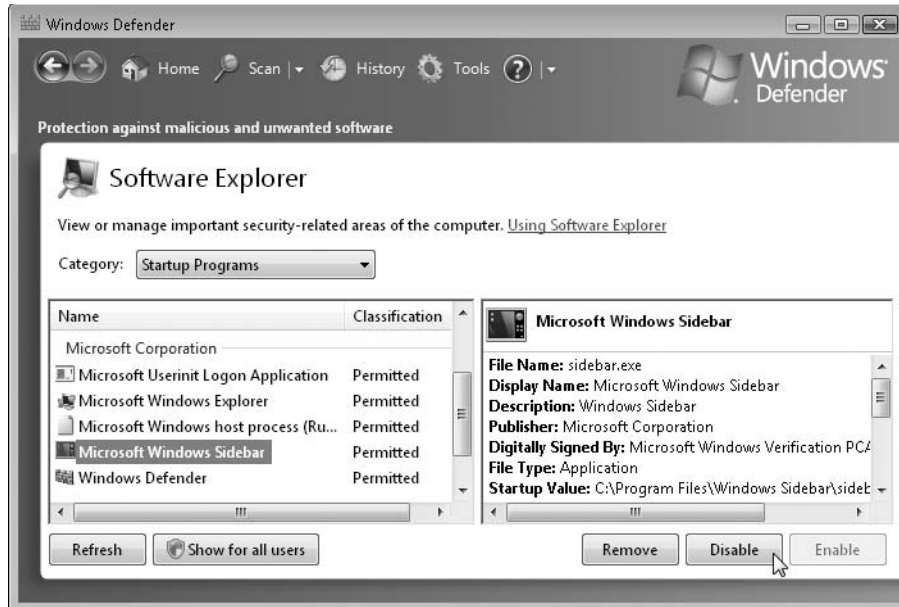 Windows Defender
Home Scan History Tools ?
Windows
Defender
Protection against malicious and unwanted software
Software Explorer
View or manage important security-related areas of the computer. Using Software Explorer
Category: Startup Programs
Name Classification
Microsoft Corporation
Microsoft Userinit Logon Application Permitted
Microsoft Windows Explorer Permitted
Microsoft Windows host process (Ru... Permitted
Microsoft Windows Sidebar Permitted
Windows Defender Permitted
Microsoft Windows Sidebar
File Name: sidebar.exe
Display Name: Microsoft Windows Sidebar
Description: Windows Sidebar
Publisher: Microsoft Corporation
Digitally Signed By: Microsoft Windows Verification PCA
File Type: Application
Startup Value: C:\Program Files\Windows Sidebar\sideb
Refresh Show for all users Remove Disable Enable